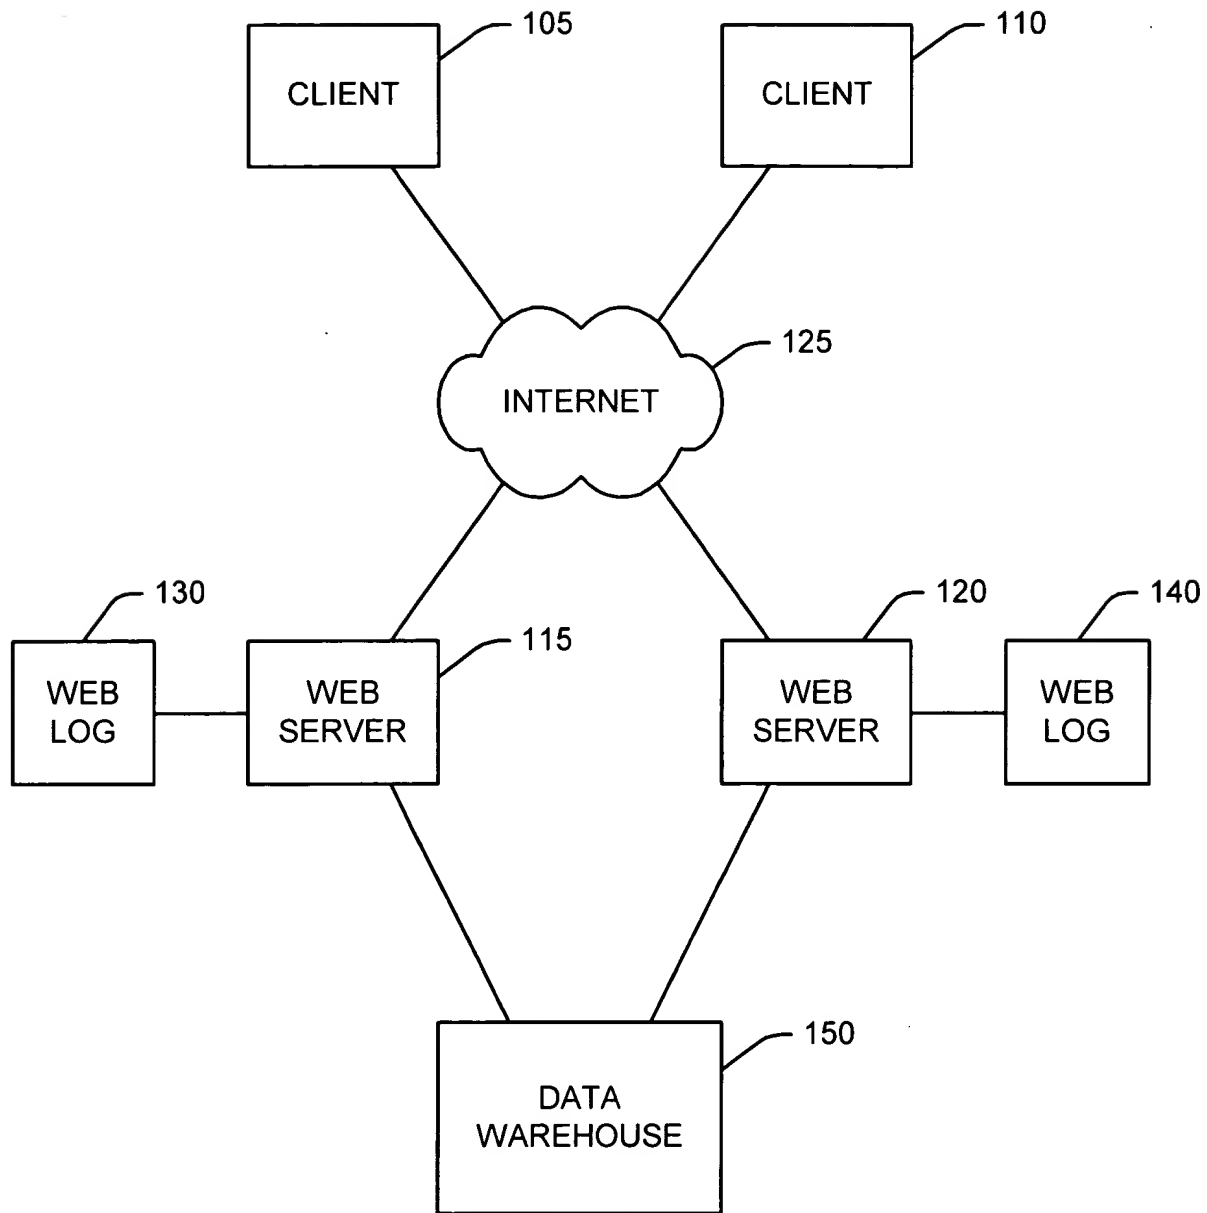 105
110
CLIENT
CLIENT
125
INTERNET
130
115
120
140
WEB
LOG
WEB
SERVER
WEB
SERVER
WEB
LOG
150
DATA
WAREHOUSE